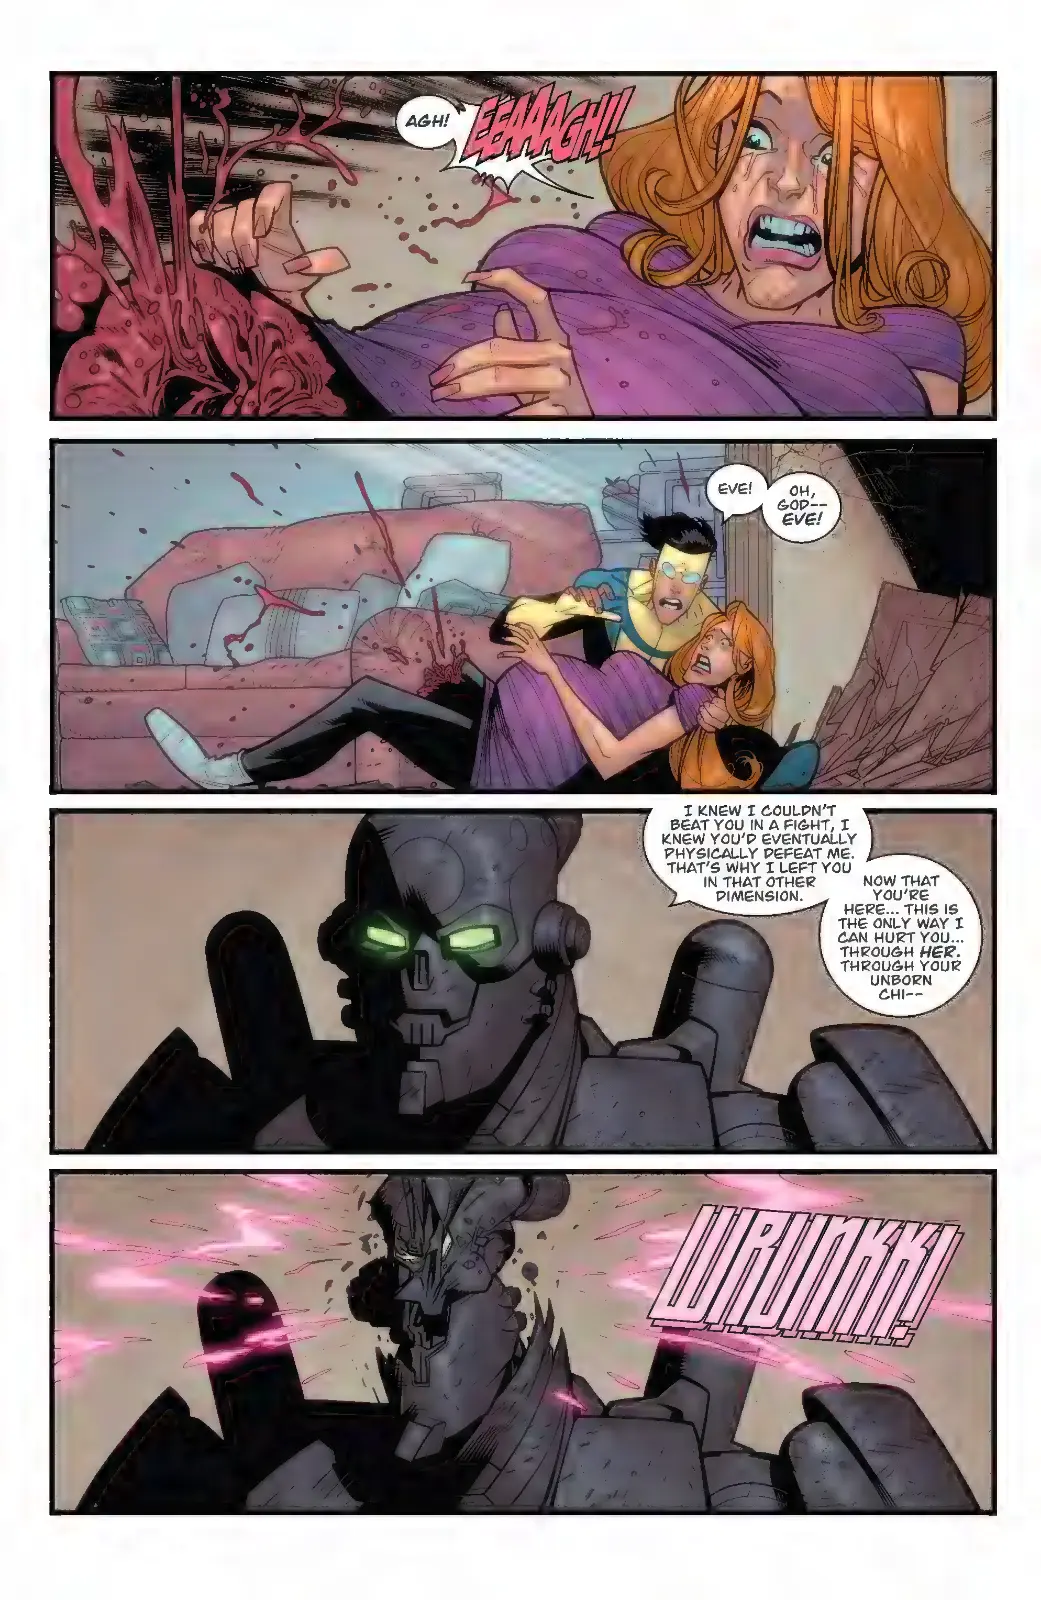 AGH!
EEAAAGH!!
EVE!
OH,
GOD--
EVE!
I KNEW I COULDN'T
BEAT YOU IN A FIGHT, I
KNEW YOU'D EVENTUALLY
PHYSICALLY DEFEAT ME.
THAT'S WHY I LEFT YOU
IN THAT OTHER
DIMENSION.
NOW THAT
YOU'RE
HERE... THIS IS
THE ONLY WAY I
CAN HURT YOU...
THROUGH HER.
THROUGH YOUR
UNBORN
CHI--
WRUNKK!